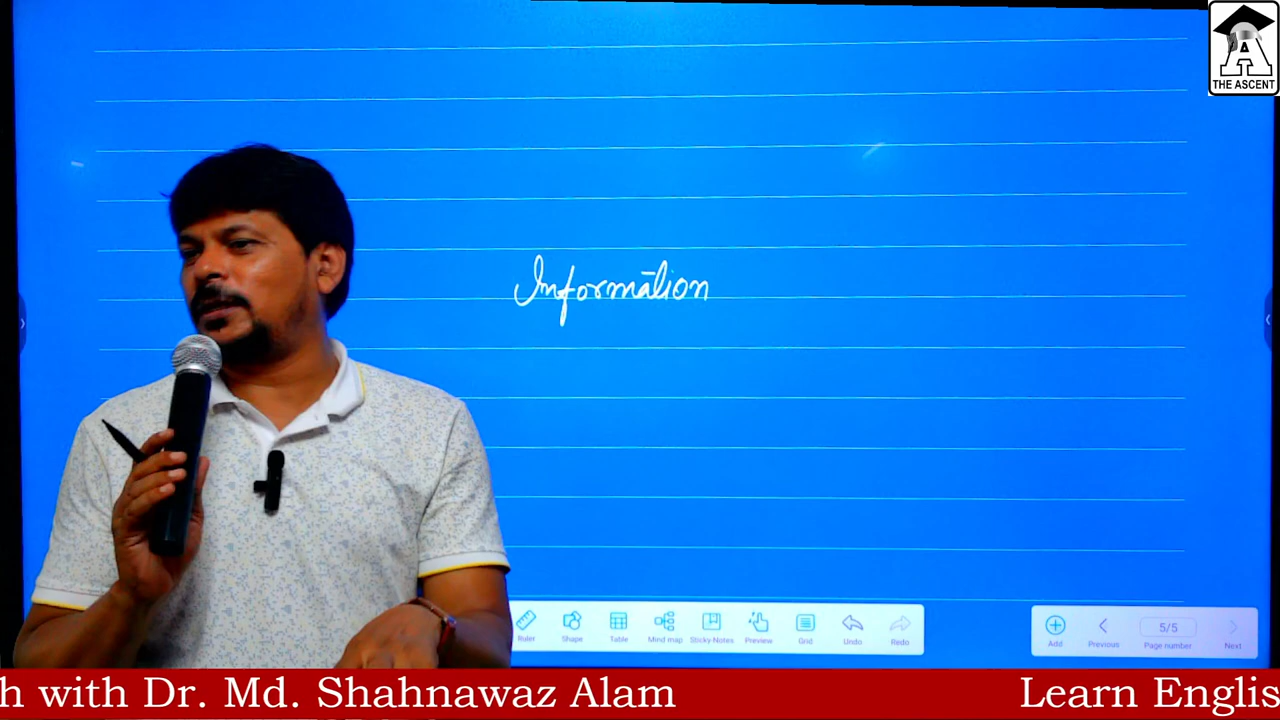 THE ASCENT
Information
Ruler
Shape
Table
Mind map
Sticky-Notes
Preview
Grid
Undo
Redo
Add
Previous
5/5
Page number
Next
h with Dr. Md. Shahnawaz Alam
Learn Englis